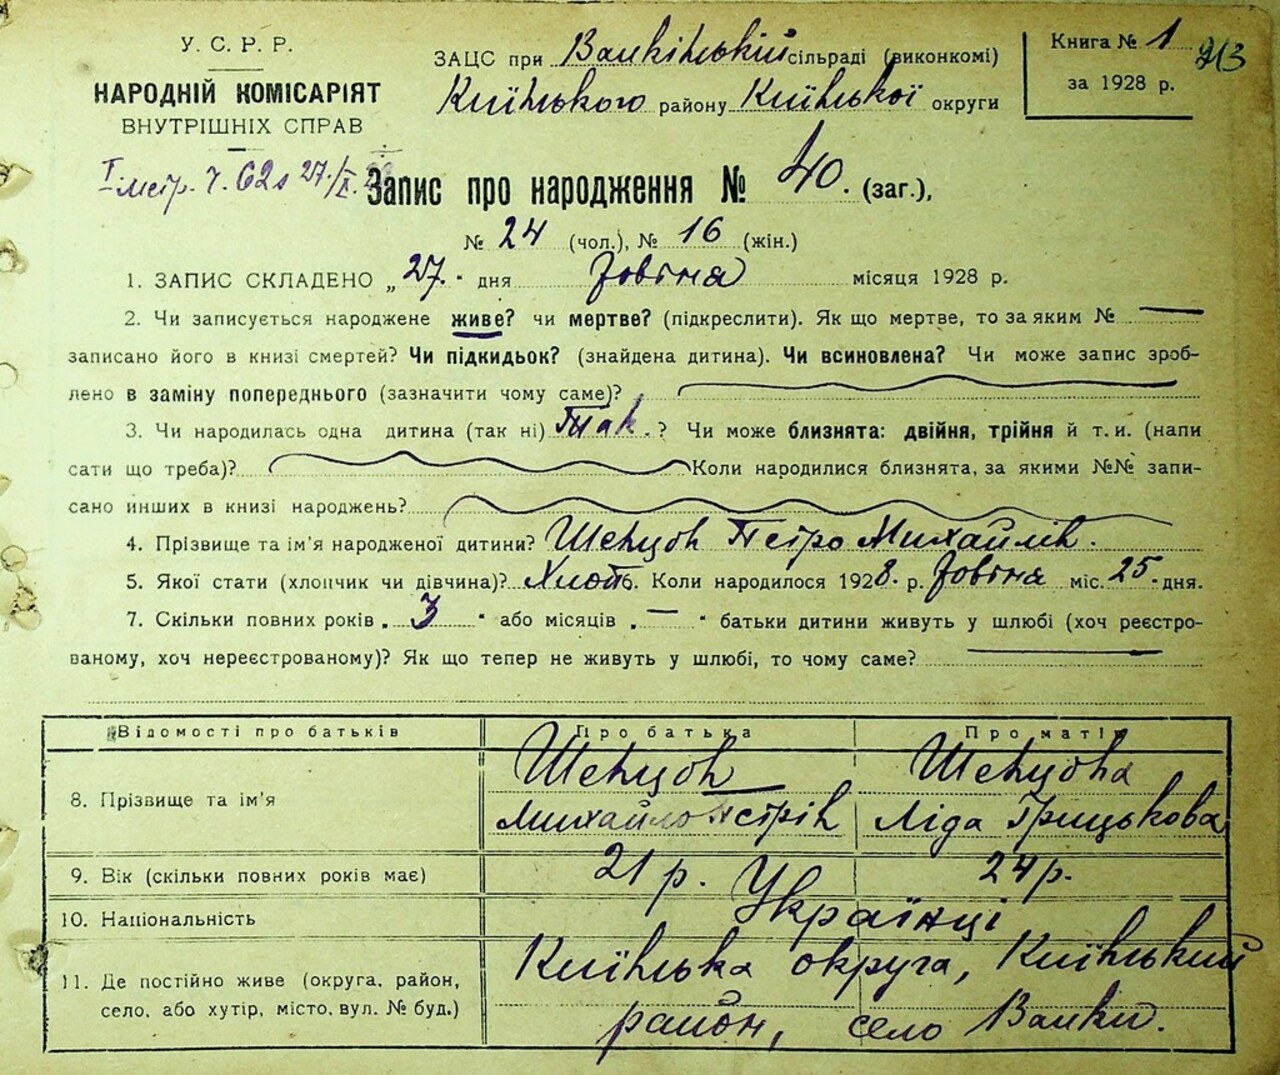 У. С. Р. Р.
НАРОДНІЙ КОМІСАРІЯТ
ВНУТРІШНІХ СПРАВ
ЗАЦС при сільраді (виконкомі)
району округи
Книга № 1 213
за 1928 р.
27/X
Запис про народження № 40. (заг.),
№ 24 (чол.), № 16 (жін.)
1. ЗАПИС СКЛАДЕНО „27." дня Жовтня місяця 1928 р.
2. Чи записується народжене живе? чи мертве? (підкреслити). Як що мертве, то за яким №
записано його в книзі смертей? Чи підкидьок? (знайдена дитина). Чи всиновлена? Чи може запис зроб-
лено в заміну попереднього (зазначити чому саме)?
3. Чи народилась одна дитина (так ні) Так. ? Чи може близнята: двійня, трійня й т. и. (напи
сати що треба)? Коли народилися близнята, за якими №№ запи-
сано инших в книзі народжень?
4. Прізвище та ім'я народженої дитини? Шевцов Петро Михайлів.
5. Якої стати (хлопчик чи дівчина)? Хлоп. Коли народилося 1928. р. Жовтня міс. 25. дня.
7. Скільки повних років „ 3 " або місяців „ — " батьки дитини живуть у шлюбі (хоч реєстро-
ваному, хоч нереєстрованому)? Як що тепер не живуть у шлюбі, то чому саме?
Відомості про батьків Про батька Про матір
8. Прізвище та ім'я Шевцов Шевцова
Михайло Петрів Ліда Грицькова
9. Вік (скільки повних років має) 21 р. 24 р.
10. Національність Українці
11. Де постійно живе (округа, район,
село, або хутір, місто, вул. № буд.)
округа,
район, село